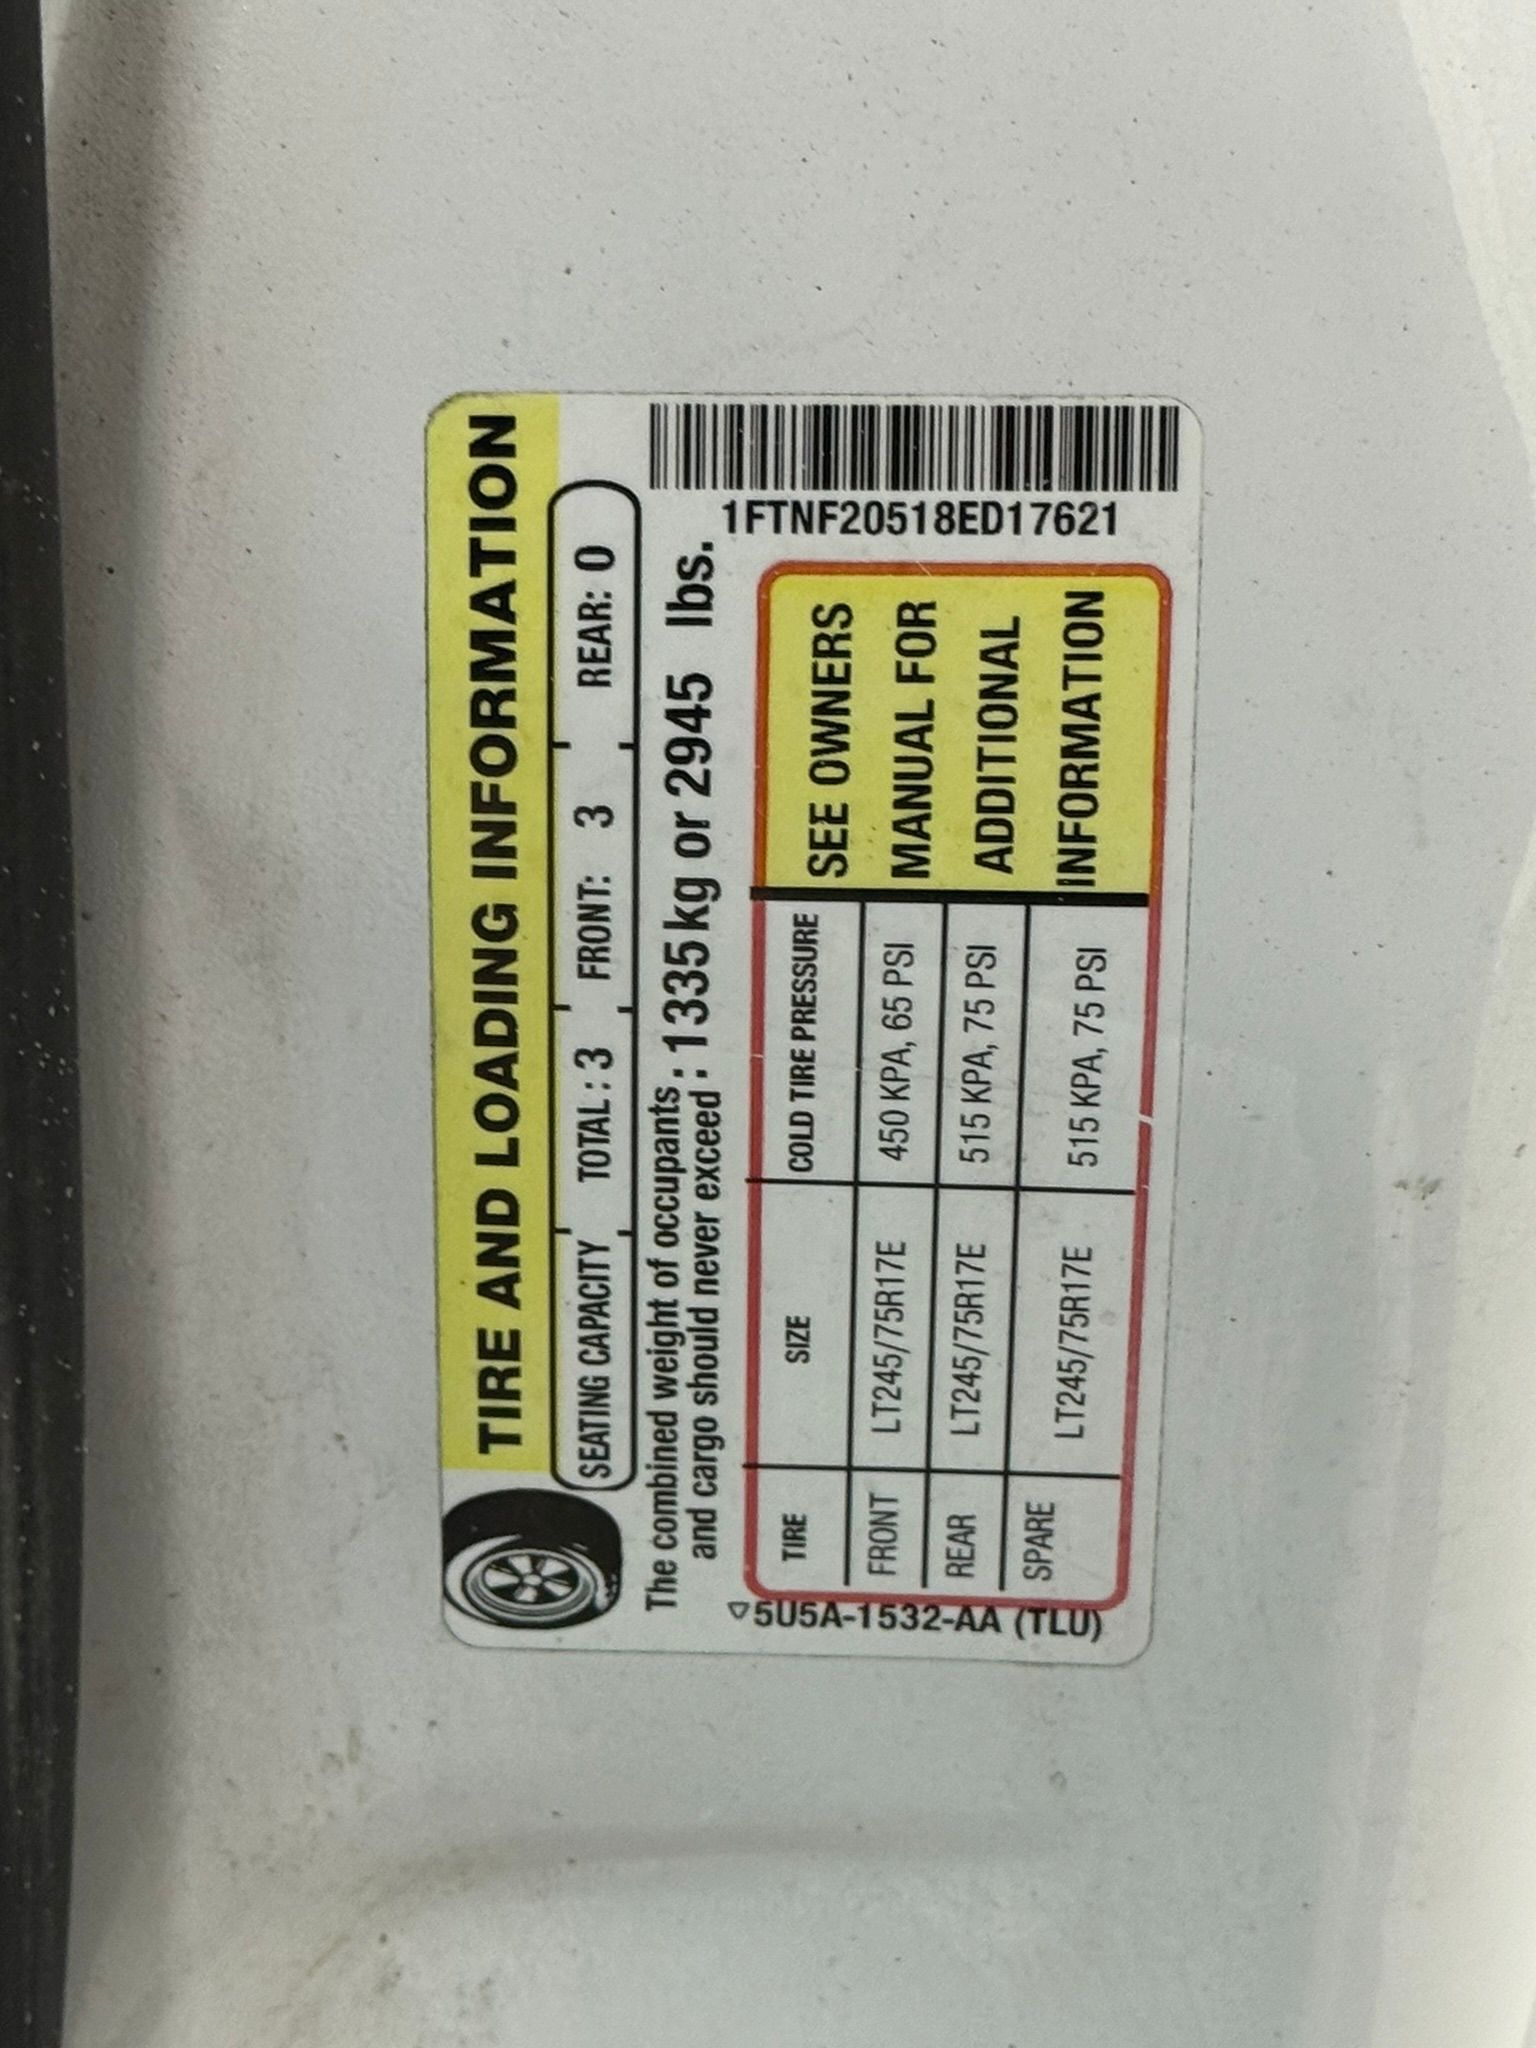 TIRE AND LOADING INFORMATION
SEATING CAPACITY TOTAL : 3 FRONT: 3 REAR: 0
The combined weight of occupants
and cargo should never exceed : 1335 kg or 2945 lbs.
TIRE SIZE COLD TIRE PRESSURE
FRONT LT245/75R17E 450 KPA, 65 PSI
REAR LT245/75R17E 515 KPA, 75 PSI
SPARE LT245/75R17E 515 KPA, 75 PSI
SEE OWNERS
MANUAL FOR
ADDITIONAL
INFORMATION
1FTNF20518ED17621
5U5A-1532-AA (TLU)